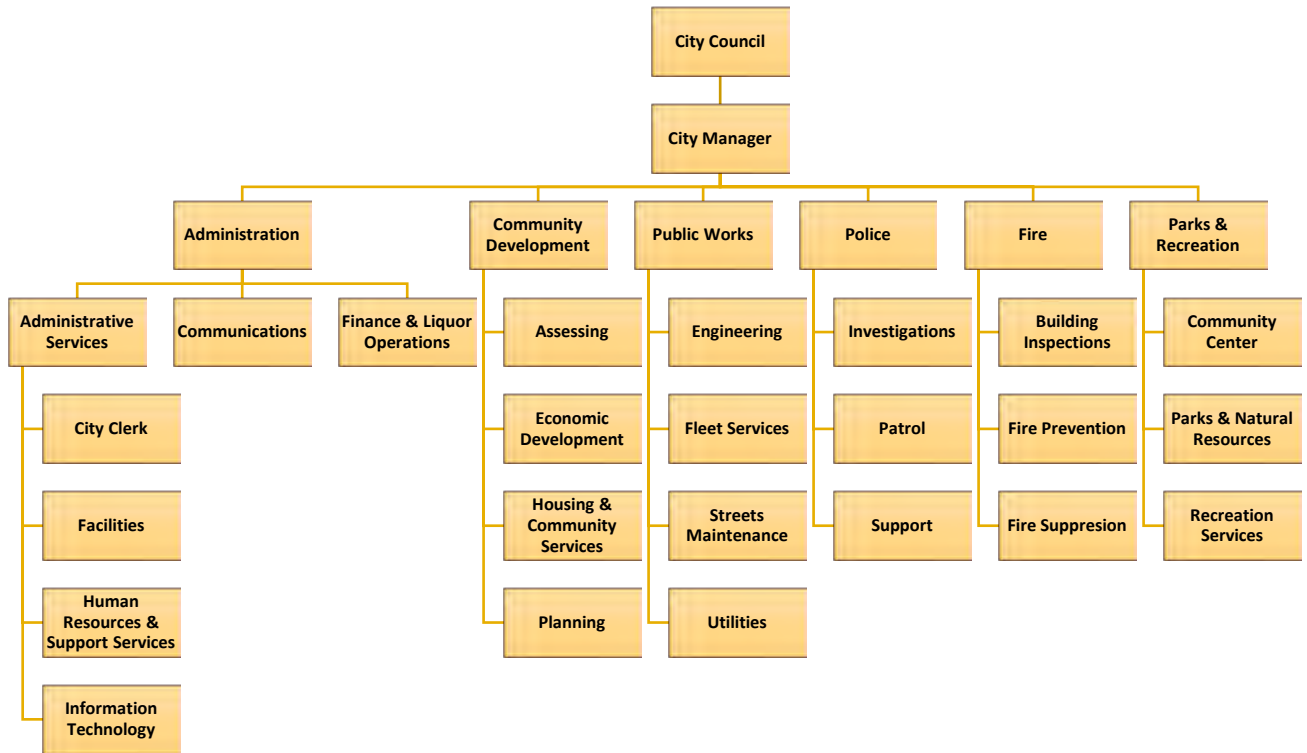 City Council
City Manager
Administration
Community
Development
Public Works
Police
Fire
Parks &
Recreation
Administrative
Services
Communications
Finance & Liquor
Operations
Assessing
Engineering
Investigations
Building
Inspections
Community
Center
City Clerk
Economic
Development
Fleet Services
Patrol
Fire Prevention
Parks & Natural
Resources
Facilities
Housing &
Community
Services
Streets
Maintenance
Support
Fire Suppresion
Recreation
Services
Human
Resources &
Support Services
Planning
Utilities
Information
Technology